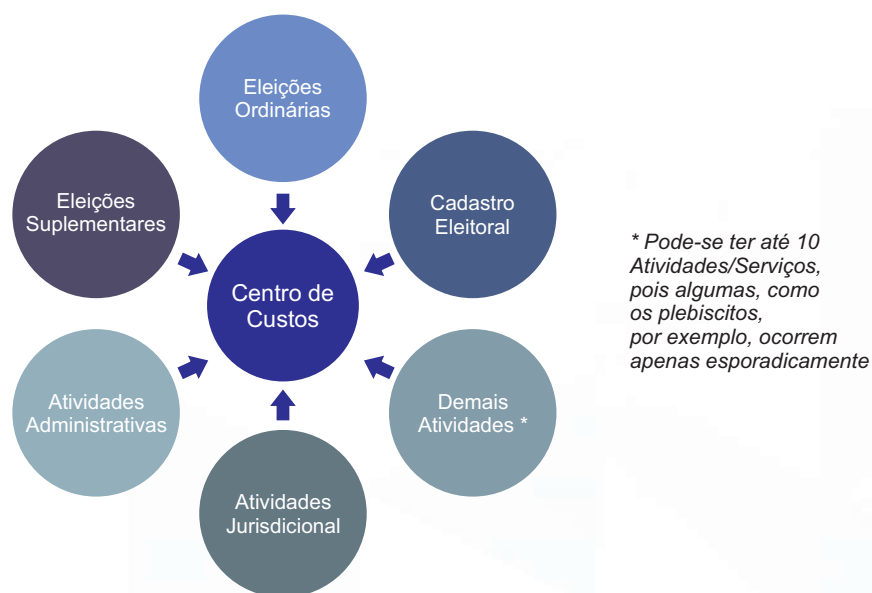 Eleições
Ordinárias
Eleições
Suplementares
Cadastro
Eleitoral
Centro de
Custos
Atividades
Administrativas
Demais
Atividades *
Atividades
Jurisdicional
* Pode-se ter até 10
Atividades/Serviços,
pois algumas, como
os plebiscitos,
por exemplo, ocorrem
apenas esporadicamente